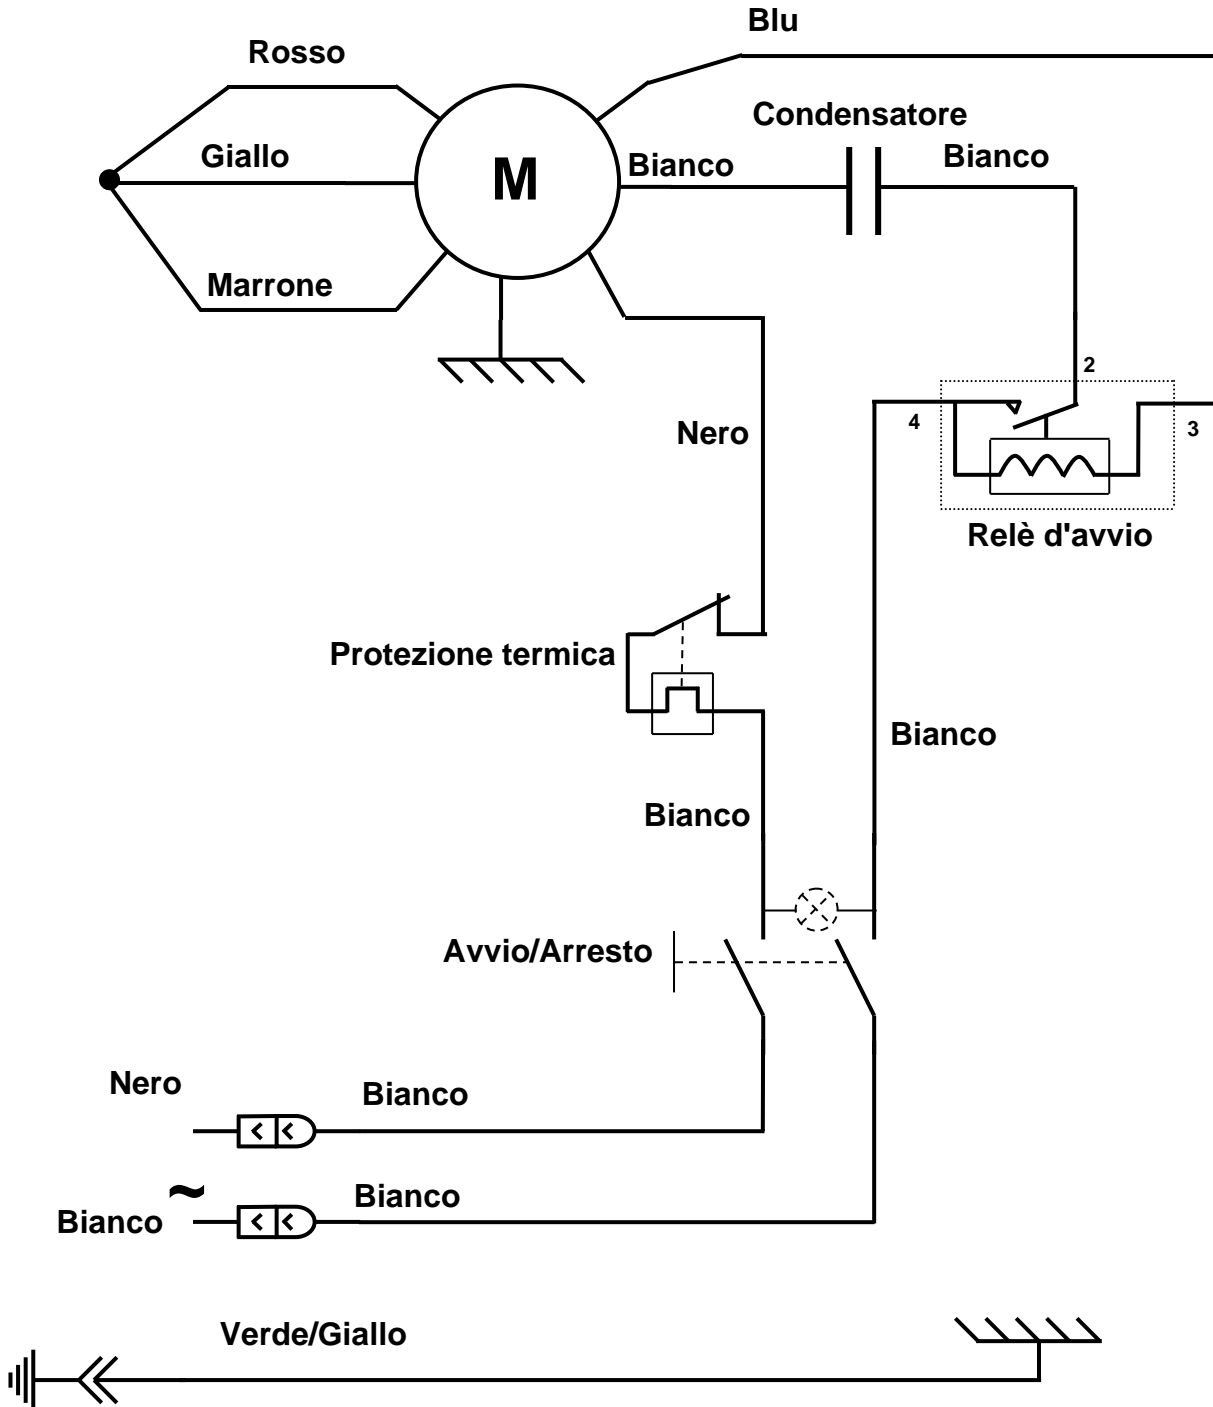 Blu
Rosso
Condensatore
Giallo
Bianco
Bianco
M
Marrone
2
4
3
Nero
Relè d'avvio
Protezione termica
Bianco
Bianco
Avvio/Arresto
Nero
Bianco
~
Bianco
Bianco
Verde/Giallo